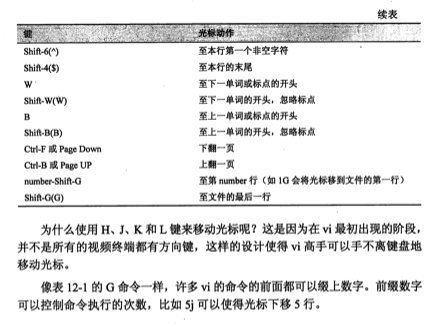 续表
键 光标动作
Shift-6(^) 至本行第一个非空字符
Shift-4($) 至本行的末尾
W 至下一单词或标点的开头
Shift-W(W) 至下一单词的开头，忽略标点
B 至上一单词或标点的开头
Shift-B(B) 至上一单词的开头，忽略标点
Ctrl-F 或 Page Down 下翻一页
Ctrl-B 或 Page UP 上翻一页
number-Shift-G 至第 number 行（如 1G 会将光标移到文件的第一行）
Shift-G(G) 至文件的最后一行
为什么使用 H、J、K 和 L 键来移动光标呢？这是因为在 vi 最初出现的阶段，
并不是所有的视频终端都有方向键，这样的设计使得 vi 高手可以手不离键盘地
移动光标。
像表 12-1 的 G 命令一样，许多 vi 的命令的前面都可以缀上数字。前缀数字
可以控制命令执行的次数，比如 5j 可以使得光标下移 5 行。